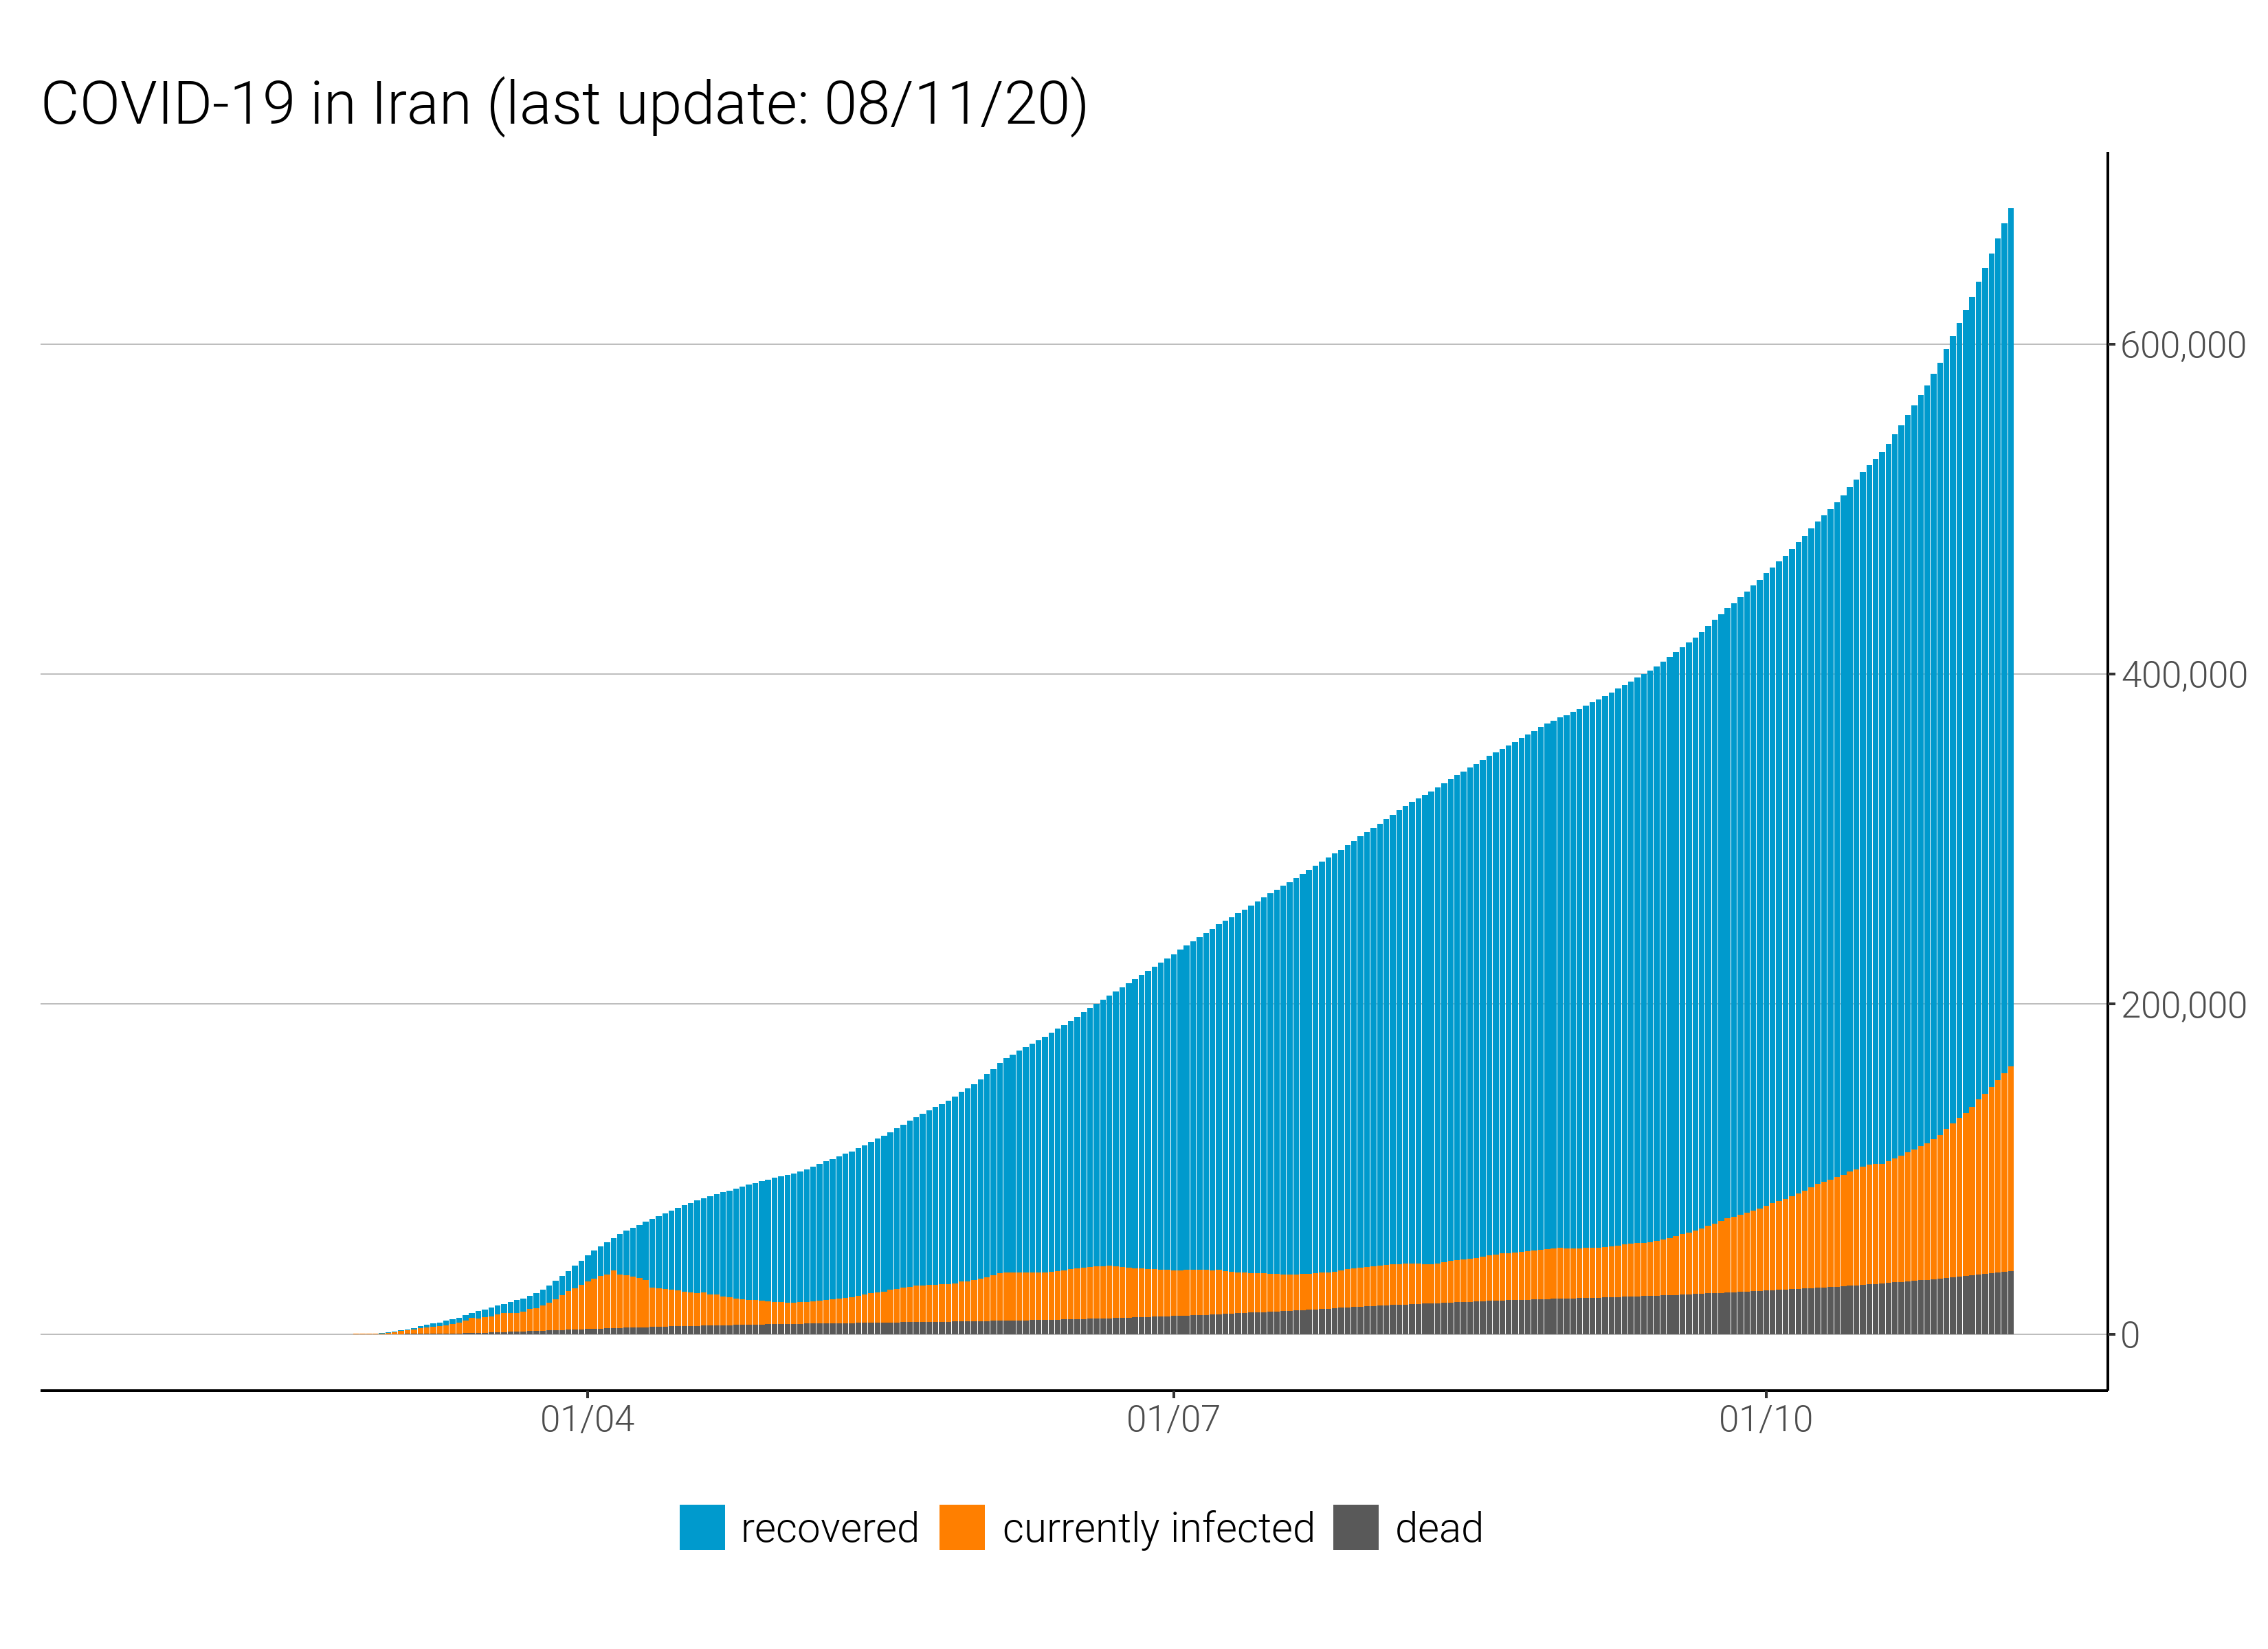 COVID-19 in Iran (last update: 08/11/20)
600,000
400,000
200,000
0
01/04 01/07 01/10
recovered currently infected dead